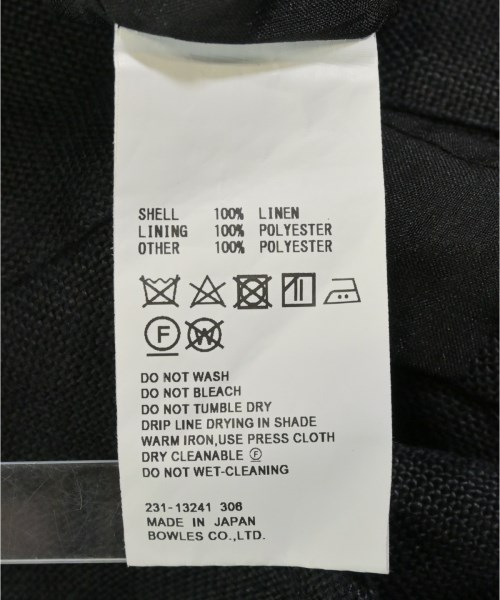 SHELL 100% LINEN
LINING 100% POLYESTER
OTHER 100% POLYESTER
F W
DO NOT WASH
DO NOT BLEACH
DO NOT TUMBLE DRY
DRIP LINE DRYING IN SHADE
WARM IRON,USE PRESS CLOTH
DRY CLEANABLE Ⓕ
DO NOT WET-CLEANING
231-13241 306
MADE IN JAPAN
BOWLES CO.,LTD.